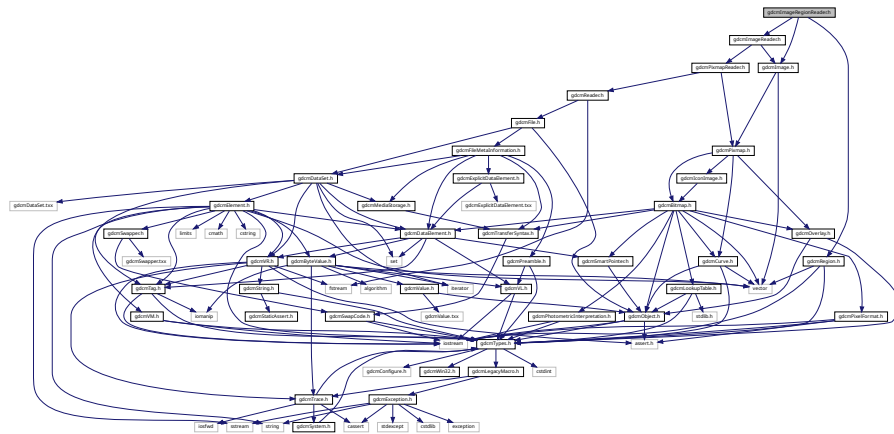 gdcmImageRegionReader.h
gdcmImageReader.h
gdcmPixmapReader.h
gdcmImage.h
gdcmReader.h
gdcmFile.h
gdcmFileMetaInformation.h
gdcmPixmap.h
gdcmDataSet.h
gdcmExplicitDataElement.h
gdcmIconImage.h
gdcmDataSet.txx
gdcmElement.h
gdcmMediaStorage.h
gdcmExplicitDataElement.txx
gdcmBitmap.h
gdcmSwapper.h
limits
cmath
cstring
gdcmDataElement.h
gdcmTransferSyntax.h
gdcmOverlay.h
gdcmSwapper.txx
gdcmVR.h
gdcmByteValue.h
set
gdcmPreamble.h
gdcmSmartPointer.h
gdcmCurve.h
gdcmRegion.h
gdcmTag.h
gdcmString.h
fstream
algorithm
gdcmValue.h
iterator
gdcmVL.h
gdcmLookupTable.h
vector
iomanip
gdcmVM.h
gdcmStaticAssert.h
gdcmSwapCode.h
gdcmValue.txx
gdcmPhotometricInterpretation.h
gdcmObject.h
stdlib.h
gdcmPixelFormat.h
iostream
gdcmTypes.h
assert.h
gdcmConfigure.h
gdcmWin32.h
gdcmLegacyMacro.h
cstdint
gdcmTrace.h
gdcmException.h
iosfwd
sstream
string
gdcmSystem.h
cassert
stdexcept
cstdlib
exception